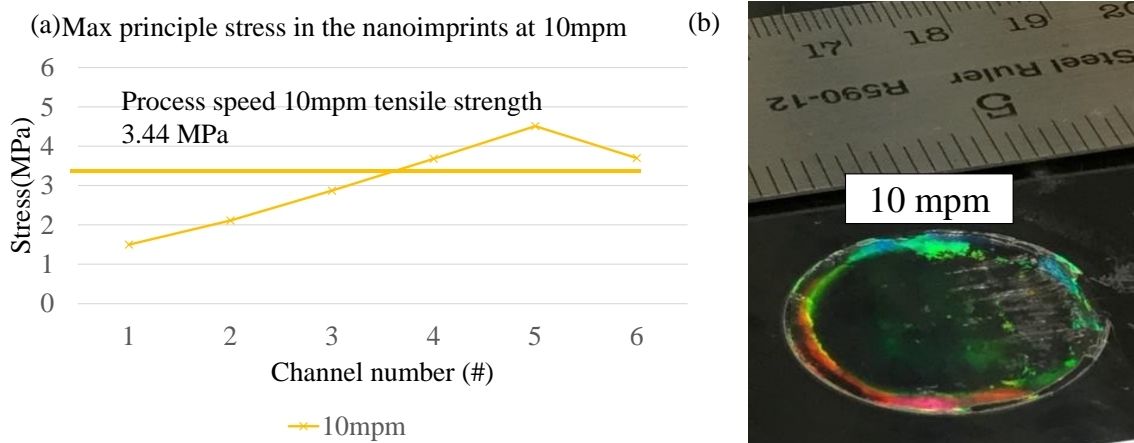 (a) Max principle stress in the nanoimprints at 10mpm
6
5
4
3
2
1
0
Stress(MPa)
Process speed 10mpm tensile strength
3.44 MPa
1 2 3 4 5 6
Channel number (#)
10mpm
(b)
17 18 19 20
Steel Ruler
R590-12
5
10 mpm